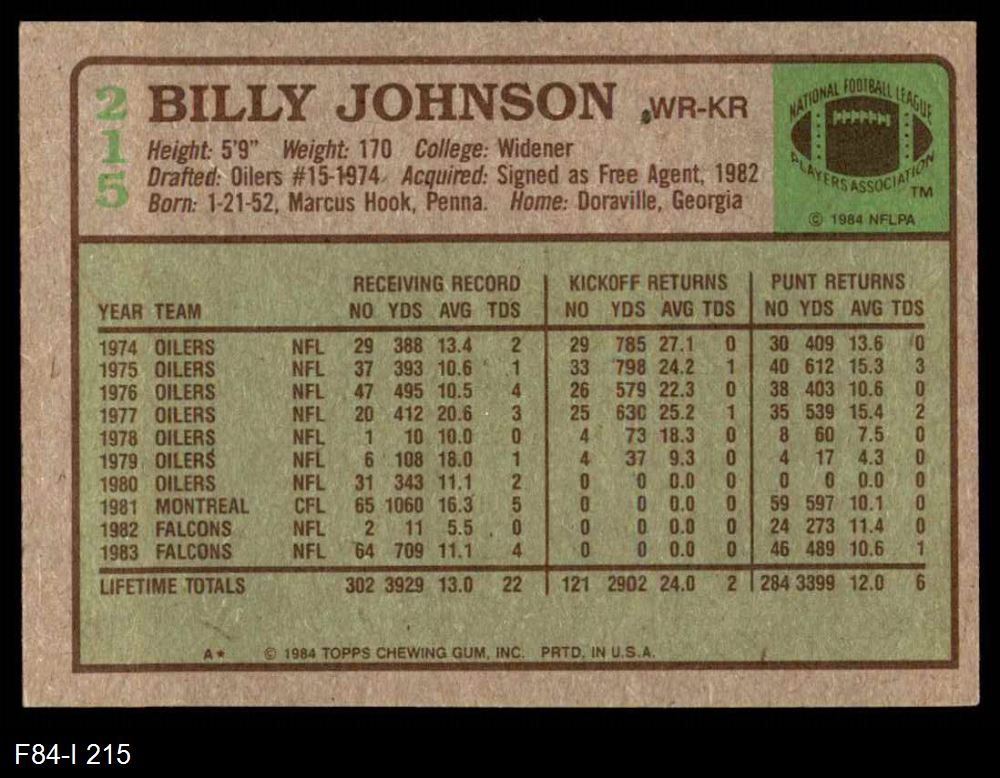 215
BILLY JOHNSON WR-KR
Height: 5'9" Weight: 170 College: Widener
Drafted: Oilers #15-1974 Acquired: Signed as Free Agent, 1982
Born: 1-21-52, Marcus Hook, Penna. Home: Doraville, Georgia
NATIONAL FOOTBALL LEAGUE
PLAYERS ASSOCIATION
TM
© 1984 NFLPA
RECEIVING RECORD KICKOFF RETURNS PUNT RETURNS
YEAR TEAM NO YDS AVG TDS NO YDS AVG TDS NO YDS AVG TDS
1974 OILERS NFL 29 388 13.4 2 29 785 27.1 0 30 409 13.6 0
1975 OILERS NFL 37 393 10.6 1 33 798 24.2 1 40 612 15.3 3
1976 OILERS NFL 47 495 10.5 4 26 579 22.3 0 38 403 10.6 0
1977 OILERS NFL 20 412 20.6 3 25 630 25.2 1 35 539 15.4 2
1978 OILERS NFL 1 10 10.0 0 4 73 18.3 0 8 60 7.5 0
1979 OILERS NFL 6 108 18.0 1 4 37 9.3 0 4 17 4.3 0
1980 OILERS NFL 31 343 11.1 2 0 0 0.0 0 0 0 0.0 0
1981 MONTREAL CFL 65 1060 16.3 5 0 0 0.0 0 59 597 10.1 0
1982 FALCONS NFL 2 11 5.5 0 0 0 0.0 0 24 273 11.4 0
1983 FALCONS NFL 64 709 11.1 4 0 0 0.0 0 46 489 10.6 1
LIFETIME TOTALS 302 3929 13.0 22 121 2902 24.0 2 284 3399 12.0 6
A* © 1984 TOPPS CHEWING GUM, INC. PRTD. IN U.S.A.
F84-I 215